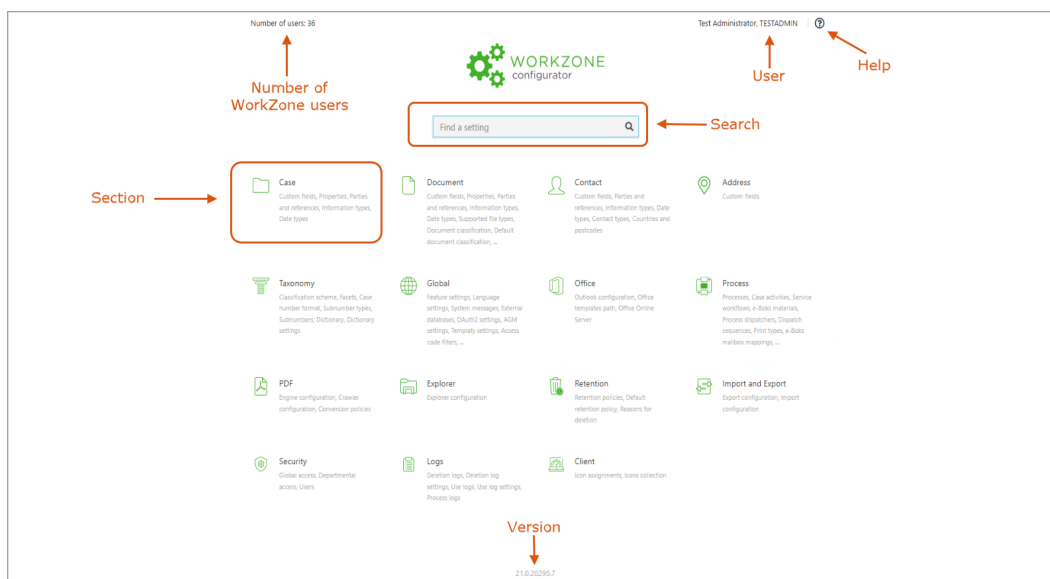 Number of users: 36
Test Administrator, TESTADMIN
Number of
WorkZone users
User
Help
WORKZONE
configurator
Find a setting
Search
Section
Case
Custom fields, Properties, Parties
and references, Information types,
Date types
Document
Custom fields, Properties, Parties
and references, Information types,
Date types, Supported file types,
Document classification, Default
document classification, ...
Contact
Custom fields, Parties and
references, Information types, Date
types, Contact types, Countries and
postcodes
Address
Custom fields
Taxonomy
Classification scheme, Facets, Case
number format, Subnumber types,
Subnumbers, Dictionary, Dictionary
settings
Global
Feature settings, Language
settings, System messages, External
databases, OAuth2 settings, AGM
settings, Templafy settings, Access
code filters, ...
Office
Outlook configuration, Office
templates path, Office Online
Server
Process
Processes, Case activities, Service
workflows, e-Boks materials,
Process dispatchers, Dispatch
sequences, Print types, e-Boks
mailbox mappings, ...
PDF
Engine configuration, Crawler
configuration, Conversion policies
Explorer
Explorer configuration
Retention
Retention policies, Default
retention policy, Reasons for
deletion
Import and Export
Export configuration, Import
configuration
Security
Global access, Departmental
access, Users
Logs
Deletion logs, Deletion log
settings, Use logs, Use log settings,
Process logs
Client
Icon assignments, Icons collection
Version
21.0.20295.7